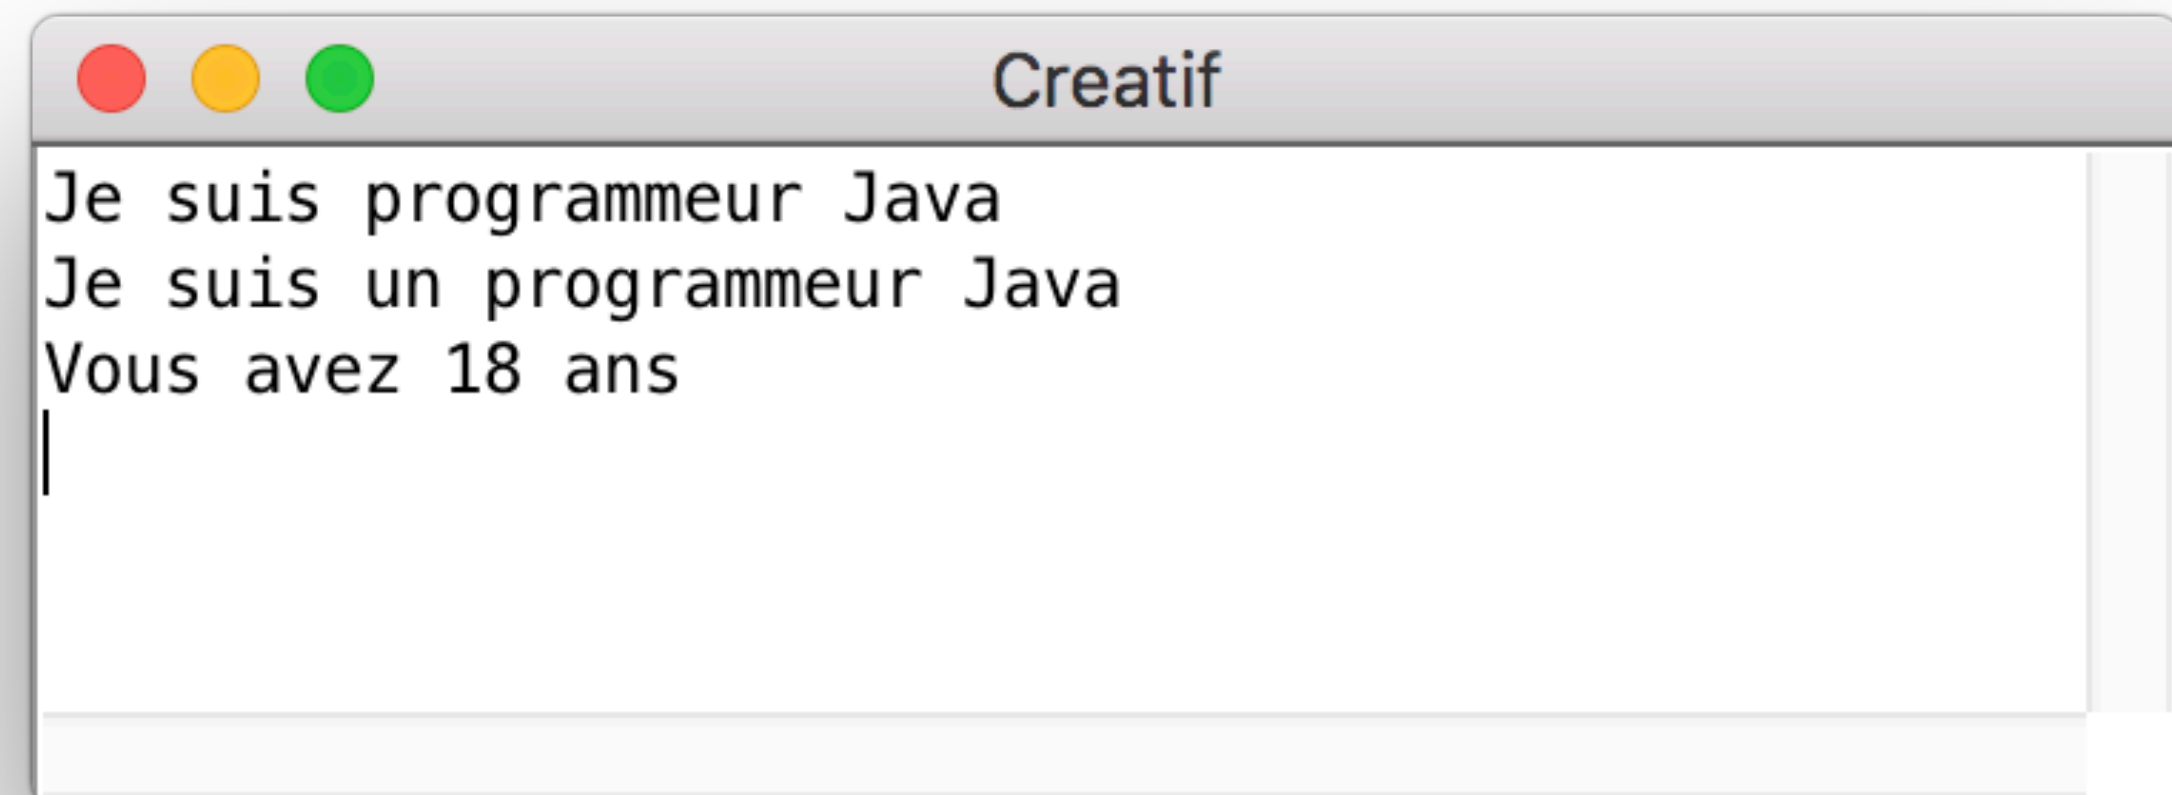 Creatif
Je suis programmeur Java
Je suis un programmeur Java
Vous avez 18 ans